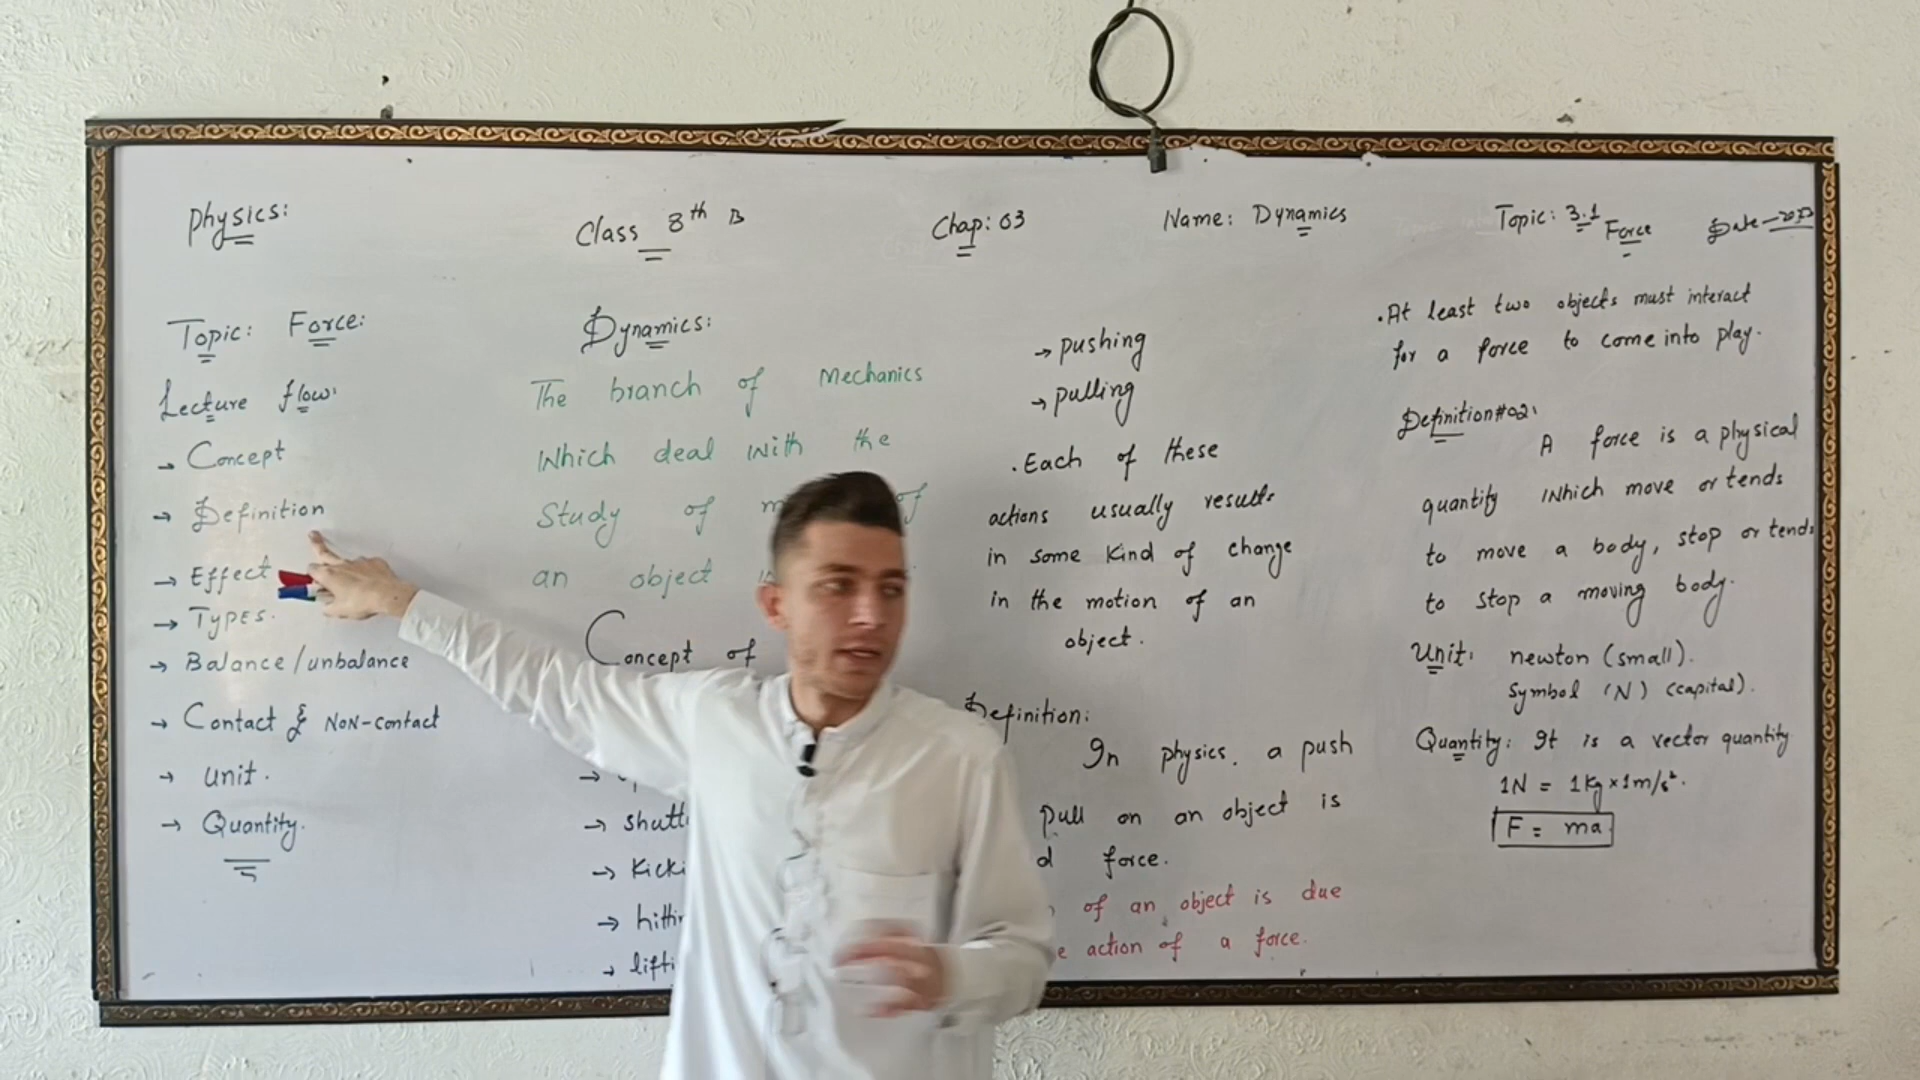 Physics:
Class 8th B
Chap: 03
Name: Dynamics
Topic: 3.1 Force
Topic: Force:
Lecture flow:
→ Concept
→ Definition
→ Effect
→ Types.
→ Balance/unbalance
→ Contact & Non-contact
→ unit.
→ Quantity.
Dynamics:
The branch of Mechanics
Which deal with the
Study of of
an object
Concept of
→ shutt
→ Kicki
→ hittin
→ lifti
→ pushing
→ pulling
. Each of these
actions usually results
in some kind of change
in the motion of an
object.
Definition:
In physics. a push
pull on an object is
d force.
of an object is due
e action of a force.
. At least two objects must interact
for a force to come into play.
Definition#02:
A force is a physical
quantity which move or tends
to move a body, stop or tends
to stop a moving body.
Unit: newton (small).
Symbol (N) (capital).
Quantity: It is a vector quantity
1N = 1kg×1m/s².
F = ma